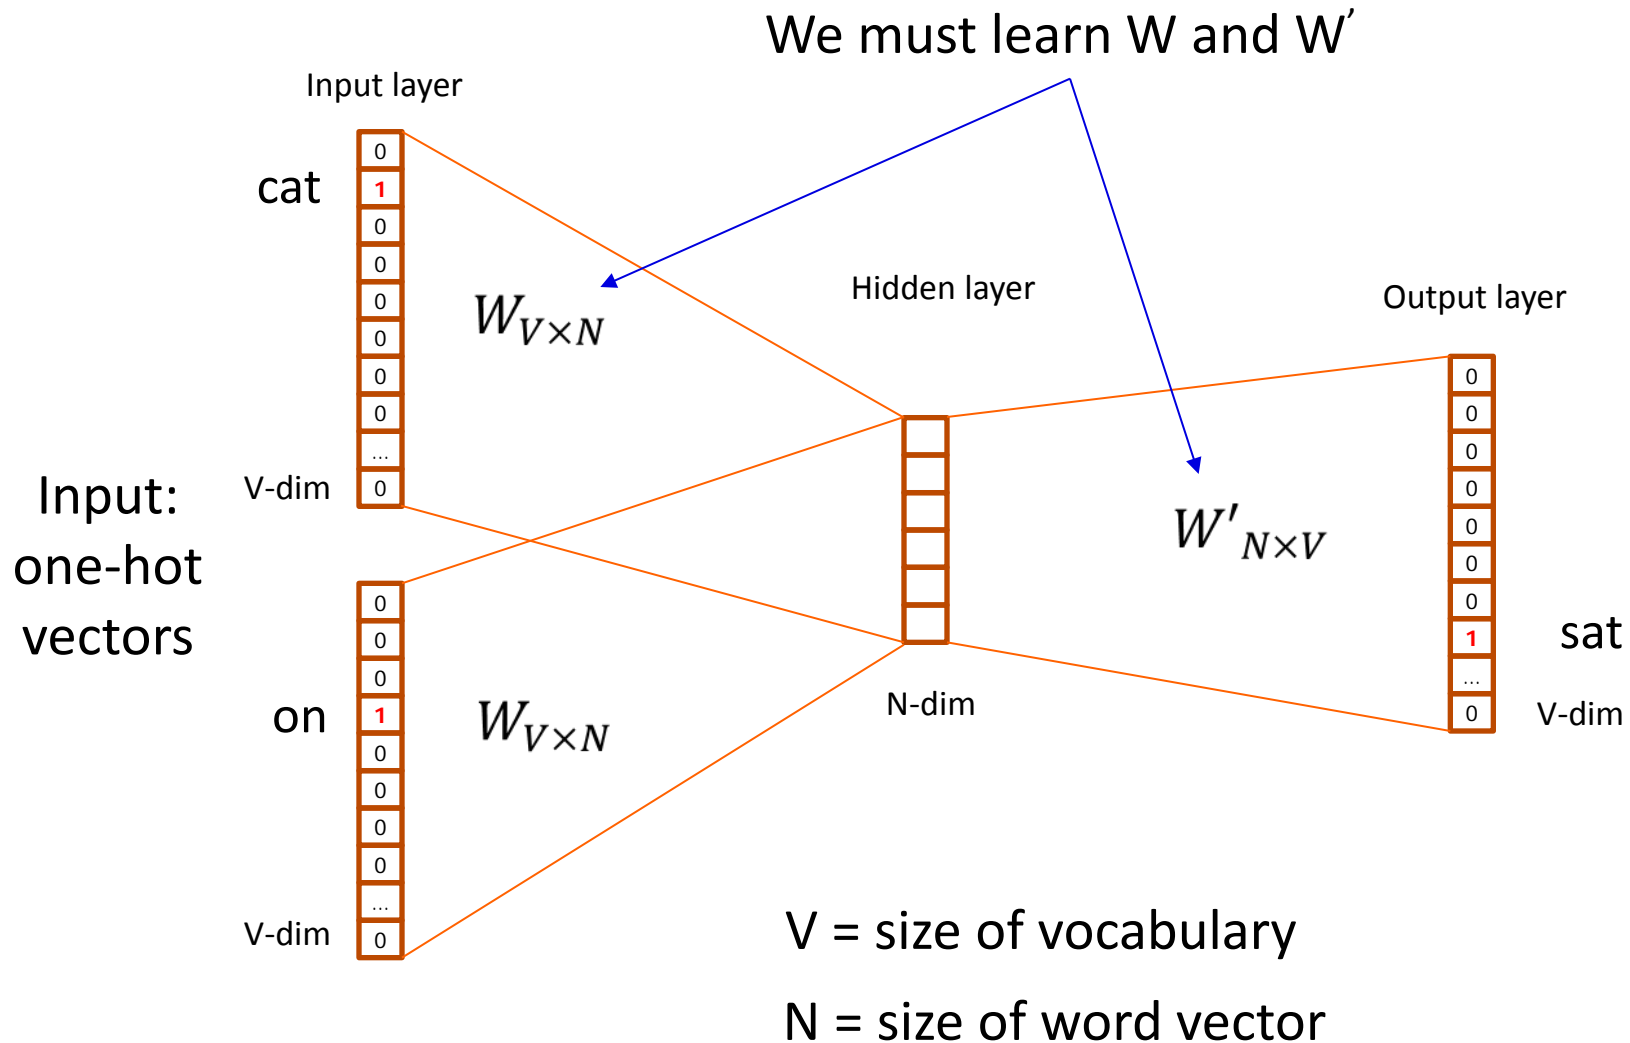 We must learn W and W’
Input layer
0
cat
1
0
0
0
0
0
0
...
V-dim
0
W_{V×N}
Hidden layer
Output layer
Input:
one-hot
vectors
0
0
0
on
1
0
0
0
0
...
V-dim
0
W_{V×N}
N-dim
W'_{N×V}
0
0
0
0
0
0
0
1
sat
...
0
V-dim
V = size of vocabulary
N = size of word vector